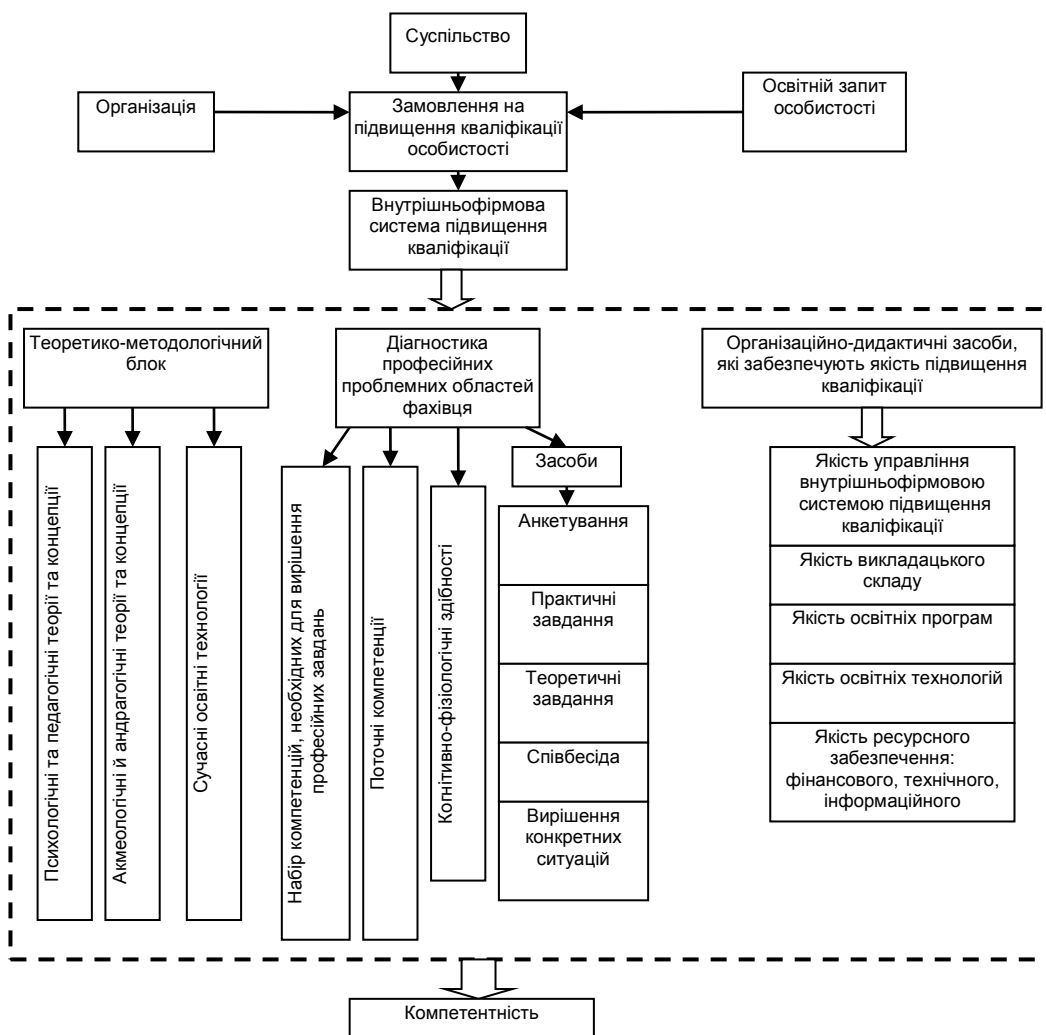 Суспільство
Організація
Замовлення на
підвищення кваліфікації
особистості
Освітній запит
особистості
Внутрішньофірмова
система підвищення
кваліфікації
Теоретико-методологічний
блок
Психологічні та педагогічні теорії та концепції
Акмеологічні й андрагогічні теорії та концепції
Сучасні освітні технології
Діагностика
професійних
проблемних областей
фахівця
Набір компетенцій, необхідних для вирішення
професійних завдань
Поточні компетенції
Когнітивно-фізіологічні здібності
Засоби
Анкетування
Практичні
завдання
Теоретичні
завдання
Співбесіда
Вирішення
конкретних
ситуацій
Організаційно-дидактичні засоби,
які забезпечують якість підвищення
кваліфікації
Якість управління
внутрішньофірмовою
системою підвищення
кваліфікації
Якість викладацького
складу
Якість освітніх програм
Якість освітніх технологій
Якість ресурсного
забезпечення:
фінансового, технічного,
інформаційного
Компетентність